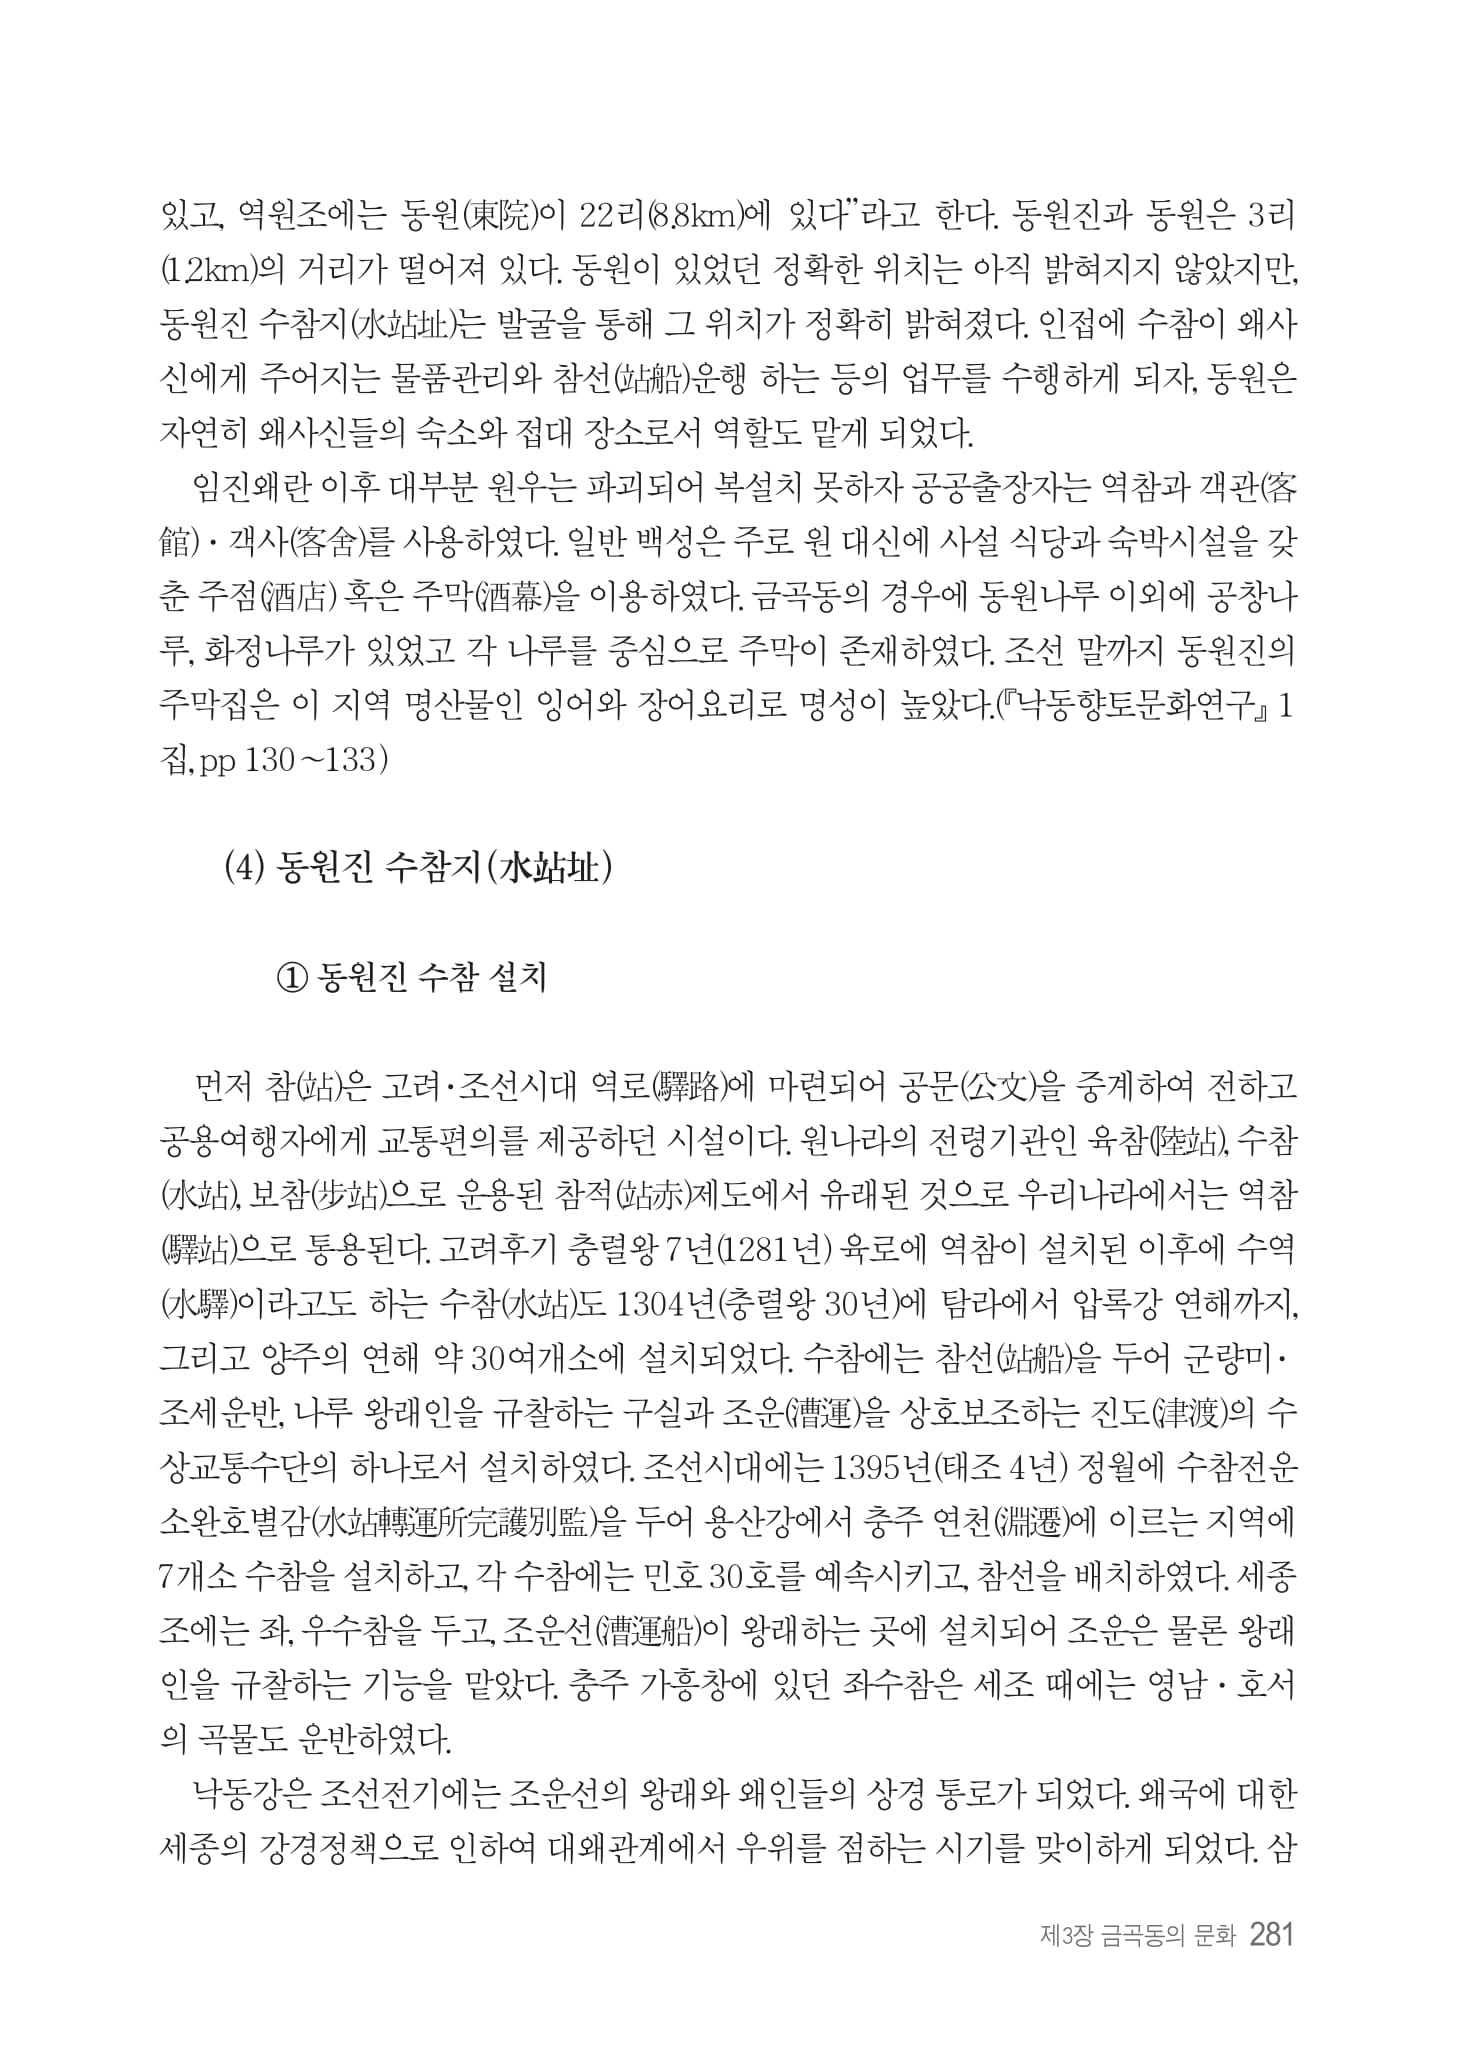 있고, 역원조에는 동원(東院)이 22리(8.8km)에 있다”라고 한다. 동원진과 동원은 3리
(1.2km)의 거리가 떨어져 있다. 동원이 있었던 정확한 위치는 아직 밝혀지지 않았지만,
동원진 수참지(水站址)는 발굴을 통해 그 위치가 정확히 밝혀졌다. 인접에 수참이 왜사
신에게 주어지는 물품관리와 참선(站船)운행 하는 등의 업무를 수행하게 되자, 동원은
자연히 왜사신들의 숙소와 접대 장소로서 역할도 맡게 되었다.
임진왜란 이후 대부분 원우는 파괴되어 복설치 못하자 공공출장자는 역참과 객관(客
館)·객사(客舍)를 사용하였다. 일반 백성은 주로 원 대신에 사설 식당과 숙박시설을 갖
춘 주점(酒店) 혹은 주막(酒幕)을 이용하였다. 금곡동의 경우에 동원나루 이외에 공창나
루, 화정나루가 있었고 각 나루를 중심으로 주막이 존재하였다. 조선 말까지 동원진의
주막집은 이 지역 명산물인 잉어와 장어요리로 명성이 높았다.(『낙동향토문화연구』 1
집, pp 130~133)
(4) 동원진 수참지(水站址)
① 동원진 수참 설치
먼저 참(站)은 고려·조선시대 역로(驛路)에 마련되어 공문(公文)을 중계하여 전하고
공용여행자에게 교통편의를 제공하던 시설이다. 원나라의 전령기관인 육참(陸站), 수참
(水站), 보참(步站)으로 운용된 참적(站赤)제도에서 유래된 것으로 우리나라에서는 역참
(驛站)으로 통용된다. 고려후기 충렬왕 7년(1281년) 육로에 역참이 설치된 이후에 수역
(水驛)이라고도 하는 수참(水站)도 1304년(충렬왕 30년)에 탐라에서 압록강 연해까지,
그리고 양주의 연해 약 30여개소에 설치되었다. 수참에는 참선(站船)을 두어 군량미·
조세운반, 나루 왕래인을 규찰하는 구실과 조운(漕運)을 상호보조하는 진도(津渡)의 수
상교통수단의 하나로서 설치하였다. 조선시대에는 1395년(태조 4년) 정월에 수참전운
소완호별감(水站轉運所完護別監)을 두어 용산강에서 충주 연천(淵遷)에 이르는 지역에
7개소 수참을 설치하고, 각 수참에는 민호 30호를 예속시키고, 참선을 배치하였다. 세종
조에는 좌, 우수참을 두고, 조운선(漕運船)이 왕래하는 곳에 설치되어 조운은 물론 왕래
인을 규찰하는 기능을 맡았다. 충주 가흥창에 있던 좌수참은 세조 때에는 영남·호서
의 곡물도 운반하였다.
낙동강은 조선전기에는 조운선의 왕래와 왜인들의 상경 통로가 되었다. 왜국에 대한
세종의 강경정책으로 인하여 대왜관계에서 우위를 점하는 시기를 맞이하게 되었다. 삼
제3장 금곡동의 문화 281